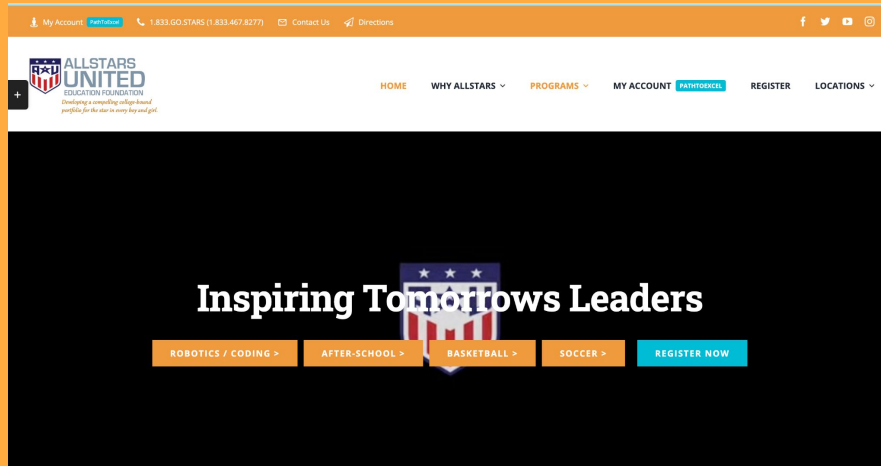 My Account PathToExcel 1.833.GO.STARS (1.833.467.8277) Contact Us Directions
ALLSTARS
UNITED
EDUCATION FOUNDATION
Developing a compelling college-bound
portfolio for the star in every boy and girl.
+
HOME WHY ALLSTARS PROGRAMS MY ACCOUNT PATHTOEXCEL REGISTER LOCATIONS
Inspiring Tomorrows Leaders
ROBOTICS / CODING > AFTER-SCHOOL > BASKETBALL > SOCCER > REGISTER NOW